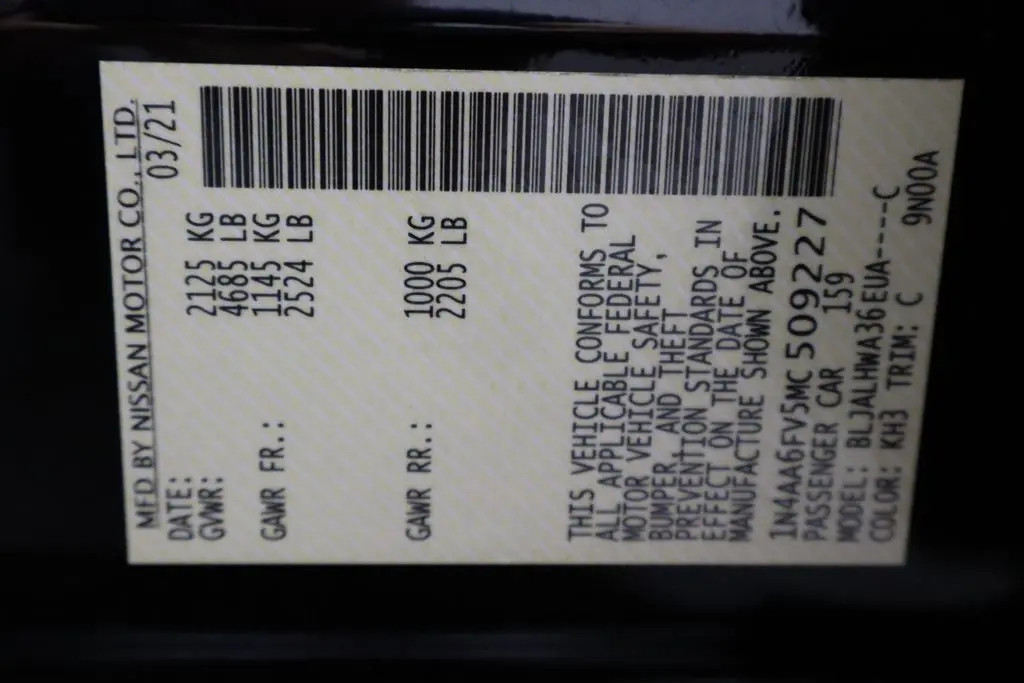 MFD BY NISSAN MOTOR CO., LTD.
DATE: 03/21
GVWR: 2125 KG
4685 LB
GAWR FR.: 1145 KG
2524 LB
GAWR RR.: 1000 KG
2205 LB
THIS VEHICLE CONFORMS TO
ALL APPLICABLE FEDERAL
MOTOR VEHICLE SAFETY,
BUMPER, AND THEFT
PREVENTION STANDARDS IN
EFFECT ON THE DATE OF
MANUFACTURE SHOWN ABOVE.
1N4AA6FV5MC509227
PASSENGER CAR 159
MODEL: BLJALHWA36EUA----C
COLOR: KH3 TRIM: C 9N00A